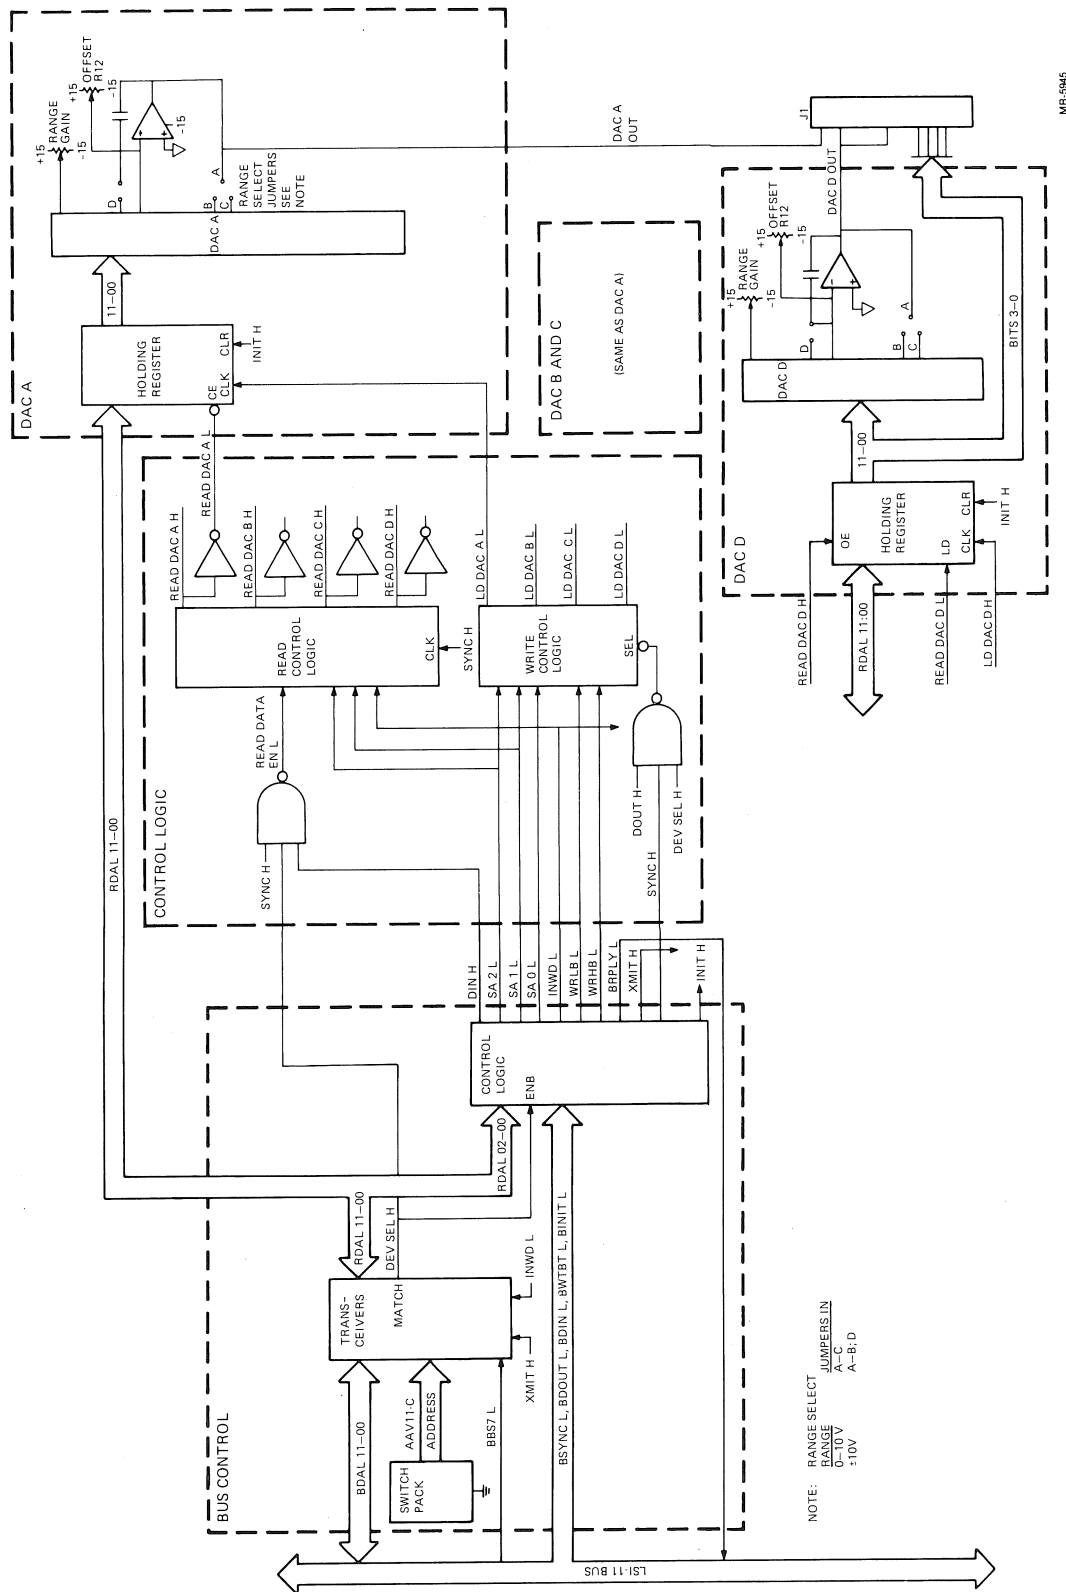 DAC A
HOLDING
REGISTER
CE
CLK
CLR
INIT H
11-00
DAC A
+15
RANGE
GAIN
-15
+15
OFFSET
R12
-15
-15
D
B
C
A
RANGE
SELECT
JUMPERS
SEE
NOTE
DAC A
OUT
DAC B AND C
(SAME AS DAC A)
J1
DAC D OUT
DAC D
READ DAC D H
RDAL 11:00
READ DAC D L
LD DAC D H
OE
HOLDING
REGISTER
LD
CLK
CLR
INIT H
11-00
DAC D
+15
RANGE
GAIN
-15
+15
OFFSET
R12
-15
D
B
C
A
BITS 3-0
MR-5945
CONTROL LOGIC
RDAL 11-00
SYNC H
READ DATA
EN L
READ
CONTROL
LOGIC
CLK
SYNC H
READ DAC A H
READ DAC A L
READ DAC B H
READ DAC C H
READ DAC D H
WRITE
CONTROL
LOGIC
SEL
LD DAC A L
LD DAC B L
LD DAC C L
LD DAC D L
DOUT H
SYNC H
DEV SEL H
DIN H
SA 2 L
SA 1 L
SA 0 L
INWD L
WRLB L
WRHB L
BRPLY L
XMIT H
INIT H
BUS CONTROL
CONTROL
LOGIC
ENB
RDAL 02-00
RDAL 11-00
DEV SEL H
TRANS-
CEIVERS
MATCH
INWD L
XMIT H
BDAL 11-00
AAV11-C
ADDRESS
SWITCH
PACK
BBS7 L
BSYNC L, BDOUT L, BDIN L, BWTBT L, BINIT L
LSI-11 BUS
NOTE: RANGE SELECT
RANGE JUMPERS IN
0-10 V A-C
±10V A-B; D